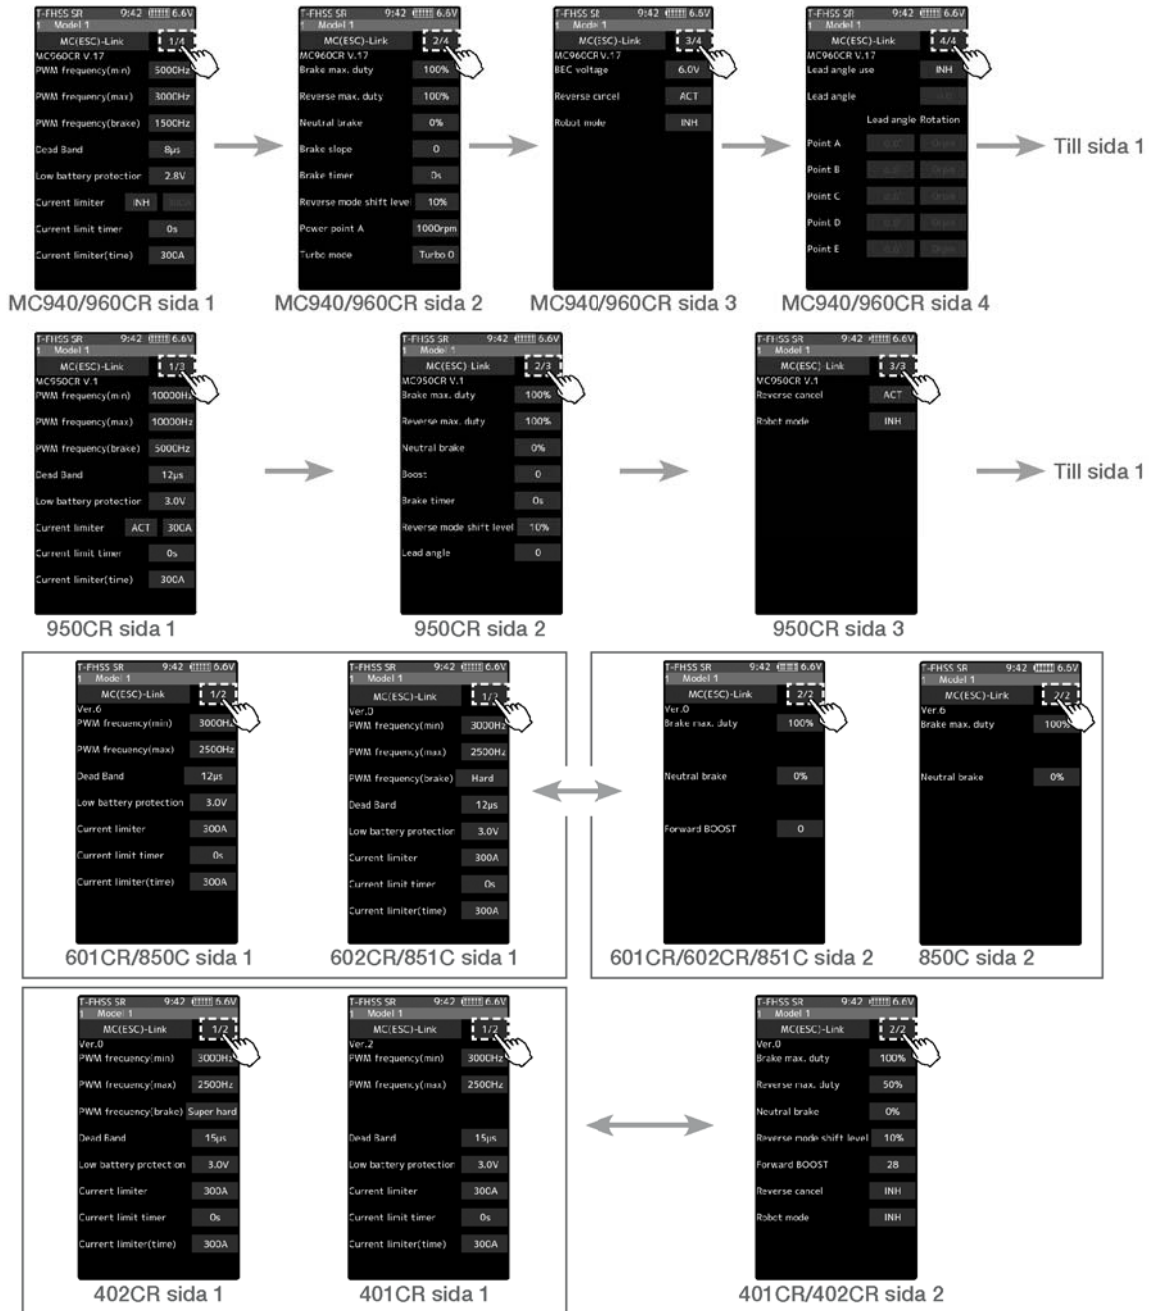 T-FHSS SR 9:42 6.6V
1 Model 1
MC(ESC)-Link 1/4
MC960CR V.17
PWM frequency(min) 5000Hz
PWM frequency(max) 3000Hz
PWM frequency(brake) 1500Hz
Dead Band 8µs
Low battery protection 2.8V
Current limiter INH
Current limit timer 0s
Current limiter(time) 300A
MC940/960CR sida 1
T-FHSS SR 9:42 6.6V
1 Model 1
MC(ESC)-Link 2/4
MC960CR V.17
Brake max. duty 100%
Reverse max. duty 100%
Neutral brake 0%
Brake slope 0
Brake timer 0s
Reverse mode shift level 10%
Power point A 1000rpm
Turbo mode Turbo 0
MC940/960CR sida 2
T-FHSS SR 9:42 6.6V
1 Model 1
MC(ESC)-Link 3/4
MC960CR V.17
BEC voltage 6.0V
Reverse cancel ACT
Robot mode INH
MC940/960CR sida 3
T-FHSS SR 9:42 6.6V
1 Model 1
MC(ESC)-Link 4/4
MC960CR V.17
Lead angle use INH
Lead angle
Lead angle Rotation
Point A
Point B
Point C
Point D
Point E
MC940/960CR sida 4
Till sida 1
T-FHSS SR 9:42 6.6V
1 Model 1
MC(ESC)-Link 1/3
MC950CR V.1
PWM frequency(min) 10000Hz
PWM frequency(max) 10000Hz
PWM frequency(brake) 5000Hz
Dead Band 12µs
Low battery protection 3.0V
Current limiter ACT 300A
Current limit timer 0s
Current limiter(time) 300A
950CR sida 1
T-FHSS SR 9:42 6.6V
1 Model 1
MC(ESC)-Link 2/3
MC950CR V.1
Brake max. duty 100%
Reverse max. duty 100%
Neutral brake 0%
Boost 0
Brake timer 0s
Reverse mode shift level 10%
Lead angle 0
950CR sida 2
T-FHSS SR 9:42 6.6V
1 Model 1
MC(ESC)-Link 3/3
MC950CR V.1
Reverse cancel ACT
Robot mode INH
950CR sida 3
Till sida 1
T-FHSS SR 9:42 6.6V
1 Model 1
MC(ESC)-Link 1/2
Ver.6
PWM frequency(min) 3000Hz
PWM frequency(max) 2500Hz
Dead Band 12µs
Low battery protection 3.0V
Current limiter 300A
Current limit timer 0s
Current limiter(time) 300A
601CR/850C sida 1
T-FHSS SR 9:42 6.6V
1 Model 1
MC(ESC)-Link 1/2
Ver.0
PWM frequency(min) 3000Hz
PWM frequency(max) 2500Hz
PWM frequency(brake) Hard
Dead Band 12µs
Low battery protection 3.0V
Current limiter 300A
Current limit timer 0s
Current limiter(time) 300A
602CR/851C sida 1
T-FHSS SR 9:42 6.6V
1 Model 1
MC(ESC)-Link 2/2
Ver.0
Brake max. duty 100%
Neutral brake 0%
Forward BOOST 0
601CR/602CR/851C sida 2
T-FHSS SR 9:42 6.6V
1 Model 1
MC(ESC)-Link 2/2
Ver.6
Brake max. duty 100%
Neutral brake 0%
850C sida 2
T-FHSS SR 9:42 6.6V
1 Model 1
MC(ESC)-Link 1/2
Ver.0
PWM frequency(min) 3000Hz
PWM frequency(max) 2500Hz
PWM frequency(brake) Super hard
Dead Band 15µs
Low battery protection 3.0V
Current limiter 300A
Current limit timer 0s
Current limiter(time) 300A
402CR sida 1
T-FHSS SR 9:42 6.6V
1 Model 1
MC(ESC)-Link 1/2
Ver.2
PWM frequency(min) 3000Hz
PWM frequency(max) 2500Hz
Dead Band 15µs
Low battery protection 3.0V
Current limiter 300A
Current limit timer 0s
Current limiter(time) 300A
401CR sida 1
T-FHSS SR 9:42 6.6V
1 Model 1
MC(ESC)-Link 2/2
Ver.0
Brake max. duty 100%
Reverse max. duty 50%
Neutral brake 0%
Reverse mode shift level 10%
Forward BOOST 28
Reverse cancel INH
Robot mode INH
401CR/402CR sida 2